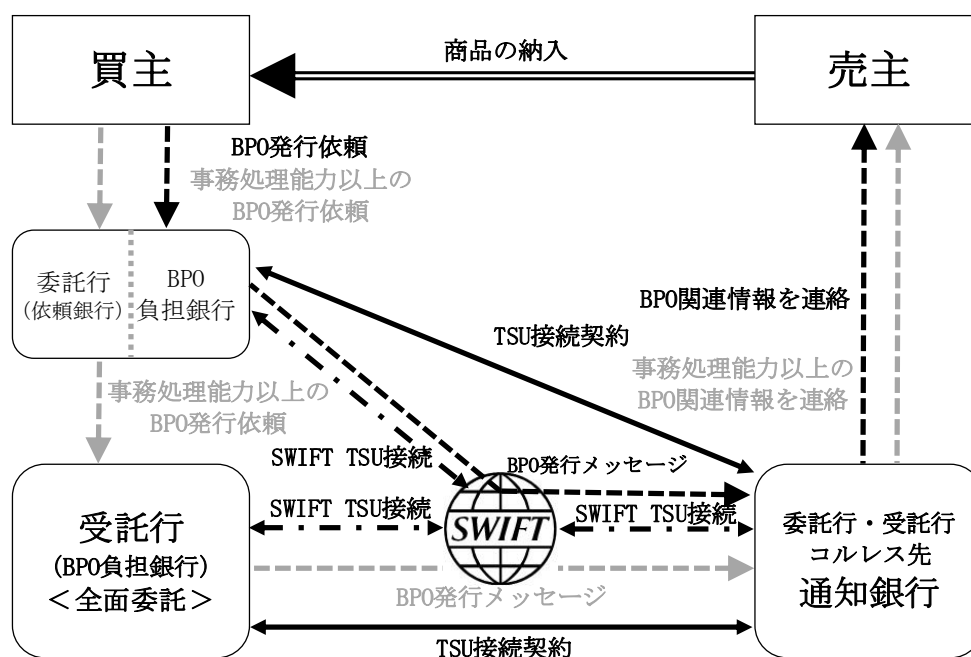 商品の納入
買主
売主
BPO発行依頼
事務処理能力以上の
BPO発行依頼
委託行
(依頼銀行)
BPO
負担銀行
BPO関連情報を連絡
TSU接続契約
事務処理能力以上の
BPO関連情報を連絡
事務処理能力以上の
BPO発行依頼
SWIFT TSU接続
BPO発行メッセージ
SWIFT TSU接続
SWIFT
SWIFT TSU接続
受託行
(BPO負担銀行)
＜全面委託＞
委託行・受託行
コルレス先
通知銀行
BPO発行メッセージ
TSU接続契約